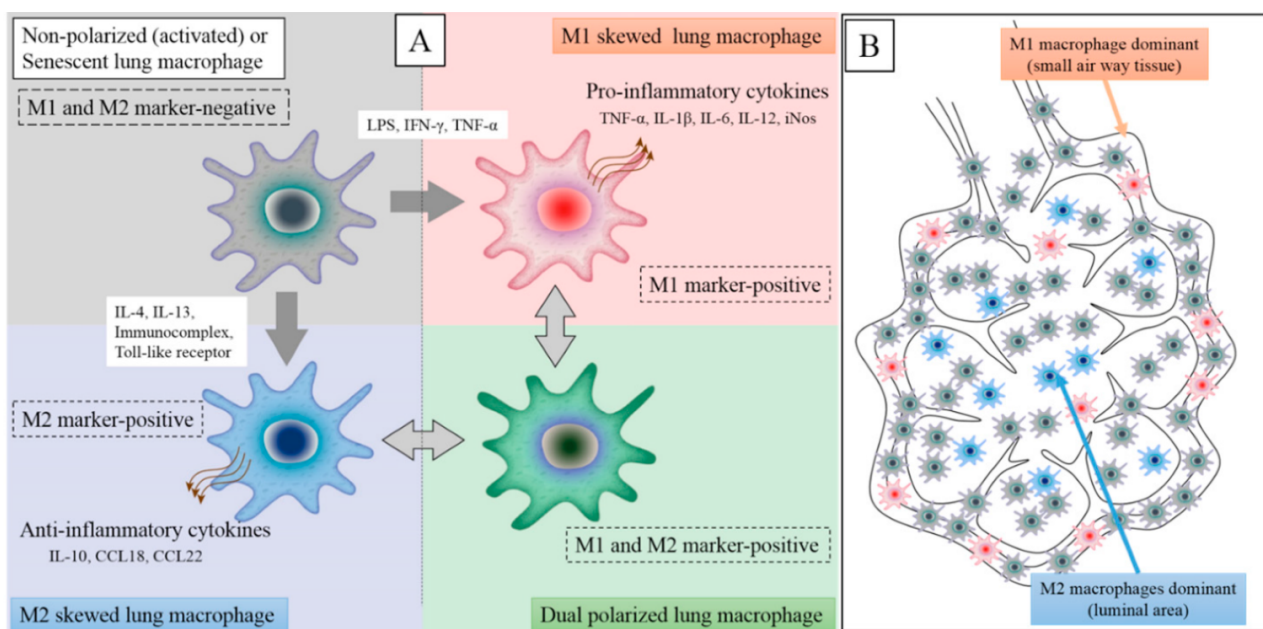 Non-polarized (activated) or
Senescent lung macrophage
M1 and M2 marker-negative
A
M1 skewed lung macrophage
LPS, IFN-γ, TNF-α
Pro-inflammatory cytokines
TNF-α, IL-1β, IL-6, IL-12, iNos
M1 marker-positive
IL-4, IL-13,
Immunocomplex,
Toll-like receptor
M2 marker-positive
Anti-inflammatory cytokines
IL-10, CCL18, CCL22
M2 skewed lung macrophage
M1 and M2 marker-positive
Dual polarized lung macrophage
B
M1 macrophage dominant
(small air way tissue)
M2 macrophages dominant
(luminal area)